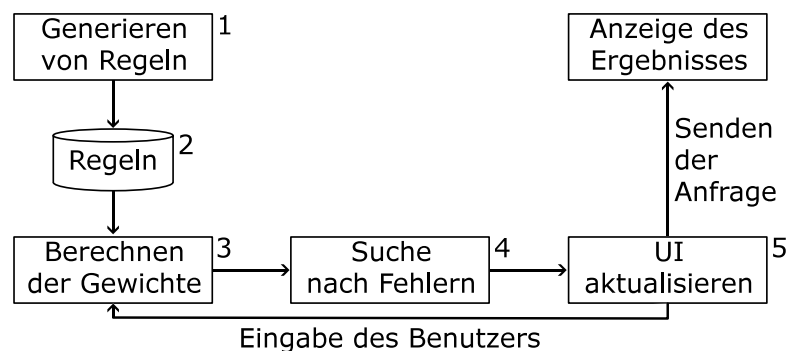 Generieren
von Regeln
1
Anzeige des
Ergebnisses
Regeln
2
Senden
der
Anfrage
Berechnen
der Gewichte
3
Suche
nach Fehlern
4
UI
aktualisieren
5
Eingabe des Benutzers